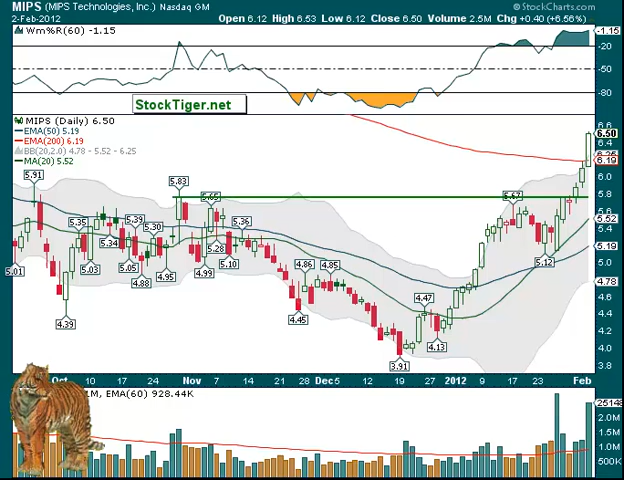 MIPS (MIPS Technologies, Inc.) Nasdaq GM
© StockCharts.com
2-Feb-2012
Open 6.12 High 6.53 Low 6.12 Close 6.50 Volume 2.5M Chg +0.40 (+6.56%)
Wm%R(60) -1.15
-1.15
-20
-50
-80
StockTiger.net
MIPS (Daily) 6.50
EMA(50) 5.19
EMA(200) 6.19
BB(20,2.0) 4.78 - 5.52 - 6.25
MA(20) 5.52
6.6
6.50
6.4
6.25
6.19
6.0
5.8
5.52
5.4
5.19
5.0
4.78
4.6
4.4
4.2
4.0
3.8
5.91
5.83
5.65
5.67
5.35
5.39
5.30
5.36
5.28
5.01
5.03
5.05
4.88
4.95
4.99
5.10
5.12
4.86
4.85
4.39
4.45
4.47
4.13
3.91
Oct 10 17 24 Nov 7 14 21 28 Dec 5 12 19 27 2012 9 17 23 Feb
1M, EMA(60) 928.44K
2.0M
1.5M
1.0M
500K